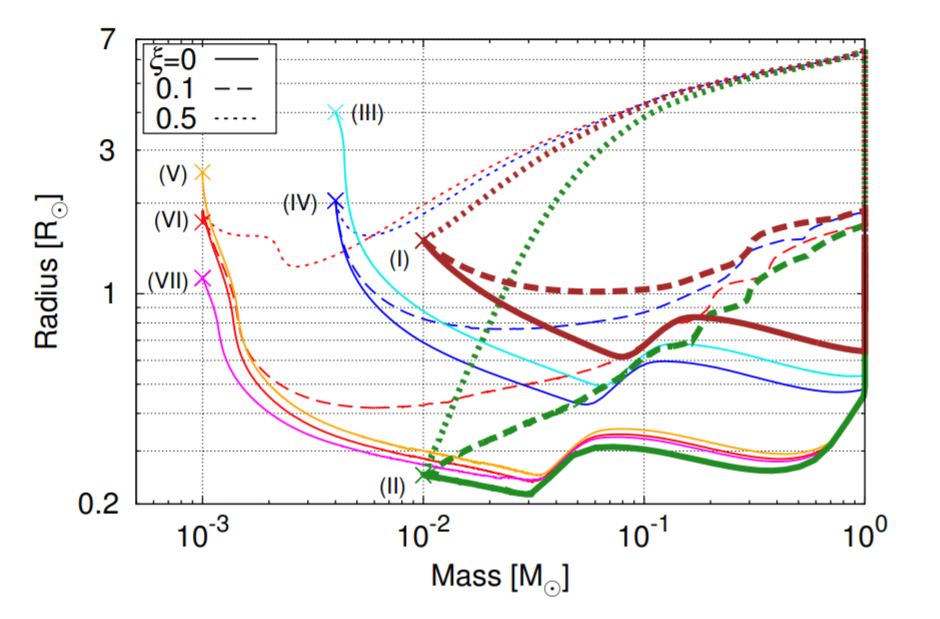 7
ξ=0
0.1
0.5
(III)
3
(V)
(IV)
(VI)
(I)
(VII)
1
Radius [R☉]
(II)
0.2
10⁻³ 10⁻² 10⁻¹ 10⁰
Mass [M☉]